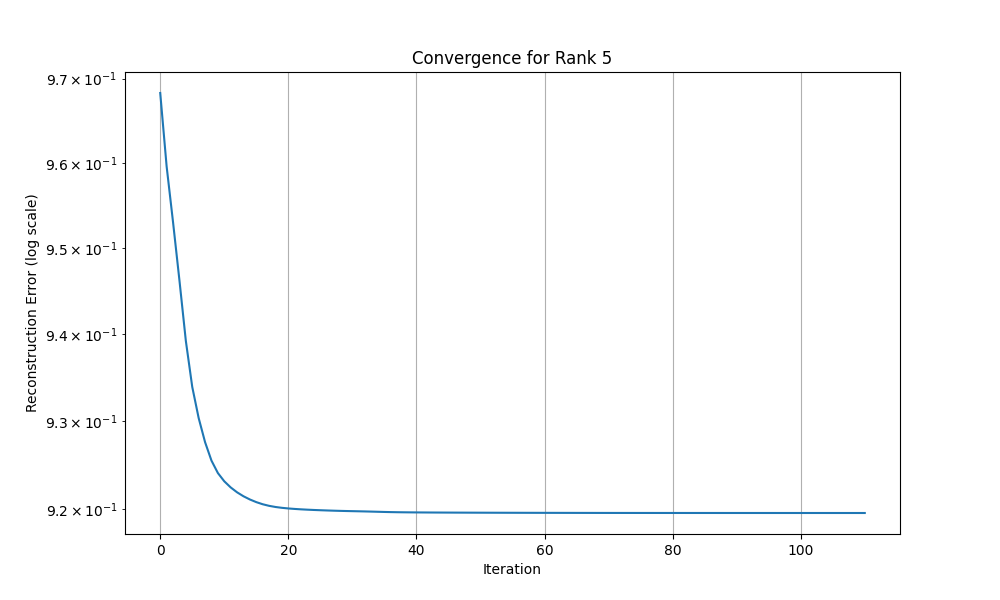 Convergence for Rank 5
Reconstruction Error (log scale)
9.7 × 10⁻¹
9.6 × 10⁻¹
9.5 × 10⁻¹
9.4 × 10⁻¹
9.3 × 10⁻¹
9.2 × 10⁻¹
0 20 40 60 80 100
Iteration